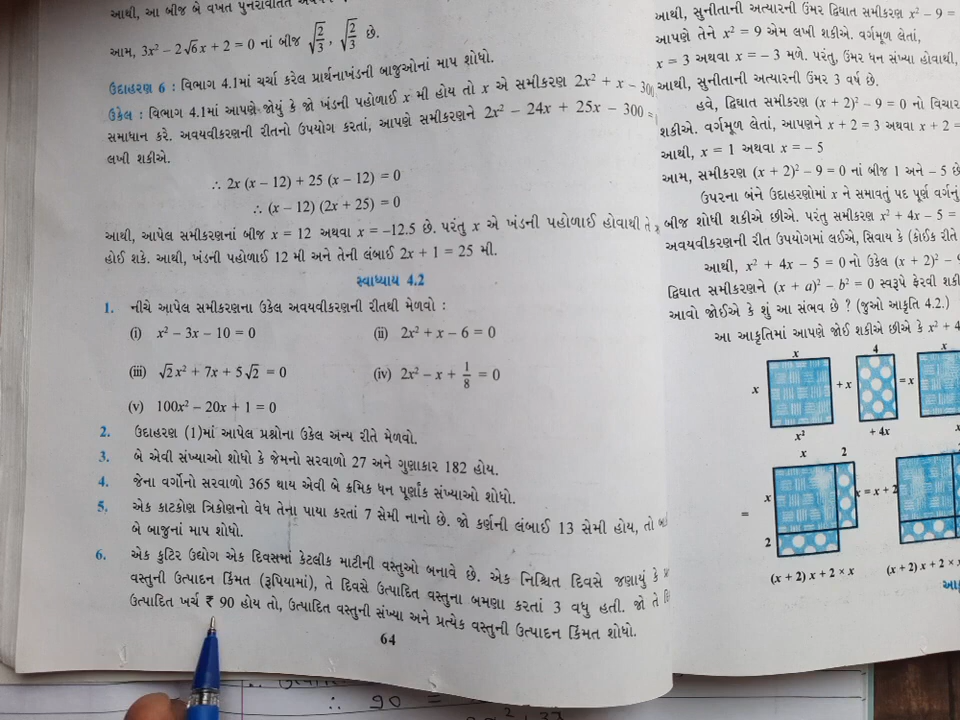 આથી, આ બીજ બે વખત પુનરાવર્તિત
આમ, 3x² – 2√6x + 2 = 0 નાં બીજ √(2/3), √(2/3) છે.
ઉદાહરણ 6 : વિભાગ 4.1માં ચર્ચા કરેલ પ્રાર્થનાખંડની બાજુઓનાં માપ શોધો.
ઉકેલ : વિભાગ 4.1માં આપણે જોયું કે જો ખંડની પહોળાઈ x મી હોય તો x એ સમીકરણ 2x² + x – 300
સમાધાન કરે. અવયવીકરણની રીતનો ઉપયોગ કરતાં, આપણે સમીકરણને 2x² – 24x + 25x – 300 =
લખી શકીએ.
∴ 2x (x – 12) + 25 (x – 12) = 0
∴ (x – 12) (2x + 25) = 0
આથી, આપેલ સમીકરણનાં બીજ x = 12 અથવા x = –12.5 છે. પરંતુ x એ ખંડની પહોળાઈ હોવાથી તે
હોઈ શકે. આથી, ખંડની પહોળાઈ 12 મી અને તેની લંબાઈ 2x + 1 = 25 મી.
સ્વાધ્યાય 4.2
1. નીચે આપેલ સમીકરણના ઉકેલ અવયવીકરણની રીતથી મેળવો :
(i) x² – 3x – 10 = 0 (ii) 2x² + x – 6 = 0
(iii) √2x² + 7x + 5√2 = 0 (iv) 2x² – x + 1/8 = 0
(v) 100x² – 20x + 1 = 0
2. ઉદાહરણ (1)માં આપેલ પ્રશ્નોના ઉકેલ અન્ય રીતે મેળવો.
3. બે એવી સંખ્યાઓ શોધો કે જેમનો સરવાળો 27 અને ગુણાકાર 182 હોય.
4. જેના વર્ગોનો સરવાળો 365 થાય એવી બે ક્રમિક ધન પૂર્ણાંક સંખ્યાઓ શોધો.
5. એક કાટકોણ ત્રિકોણનો વેધ તેના પાયા કરતાં 7 સેમી નાનો છે. જો કર્ણની લંબાઈ 13 સેમી હોય, તો
બે બાજુનાં માપ શોધો.
6. એક કુટિર ઉદ્યોગ એક દિવસમાં કેટલીક માટીની વસ્તુઓ બનાવે છે. એક નિશ્ચિત દિવસે જણાયું કે
વસ્તુની ઉત્પાદન કિંમત (રૂપિયામાં), તે દિવસે ઉત્પાદિત વસ્તુના બમણા કરતાં 3 વધુ હતી. જો તે
ઉત્પાદિત ખર્ચ ₹ 90 હોય તો, ઉત્પાદિત વસ્તુની સંખ્યા અને પ્રત્યેક વસ્તુની ઉત્પાદન કિંમત શોધો.
64
આથી, સુનીતાની અત્યારની ઉંમર દ્વિઘાત સમીકરણ x² – 9 =
આપણે તેને x² = 9 એમ લખી શકીએ. વર્ગમૂળ લેતાં,
x = 3 અથવા x = – 3 મળે. પરંતુ, ઉંમર ધન સંખ્યા હોવાથી,
આથી, સુનીતાની અત્યારની ઉંમર 3 વર્ષ છે.
હવે, દ્વિઘાત સમીકરણ (x + 2)² – 9 = 0 નો વિચાર
શકીએ. વર્ગમૂળ લેતાં, આપણને x + 2 = 3 અથવા x + 2 =
આથી, x = 1 અથવા x = – 5
આમ, સમીકરણ (x + 2)² – 9 = 0 નાં બીજ 1 અને – 5 છે
ઉપરના બંને ઉદાહરણોમાં x ને સમાવતું પદ પૂર્ણ વર્ગનું
બીજ શોધી શકીએ છીએ. પરંતુ સમીકરણ x² + 4x – 5 =
અવયવીકરણની રીત ઉપયોગમાં લઈએ, સિવાય કે (કોઈક રીતે
આથી, x² + 4x – 5 = 0 નો ઉકેલ (x + 2)² –
દ્વિઘાત સમીકરણને (x + a)² – b² = 0 સ્વરૂપે ફેરવી શકી
આવો જોઈએ કે શું આ સંભવ છે ? (જુઓ આકૃતિ 4.2.)
આ આકૃતિમાં આપણે જોઈ શકીએ છીએ કે x² + 4
x 4 x
x + x = x
x² + 4x
x 2
x = x + 2
=
2
(x + 2) x + 2 × x (x + 2) x + 2 ×
∴ 90 =